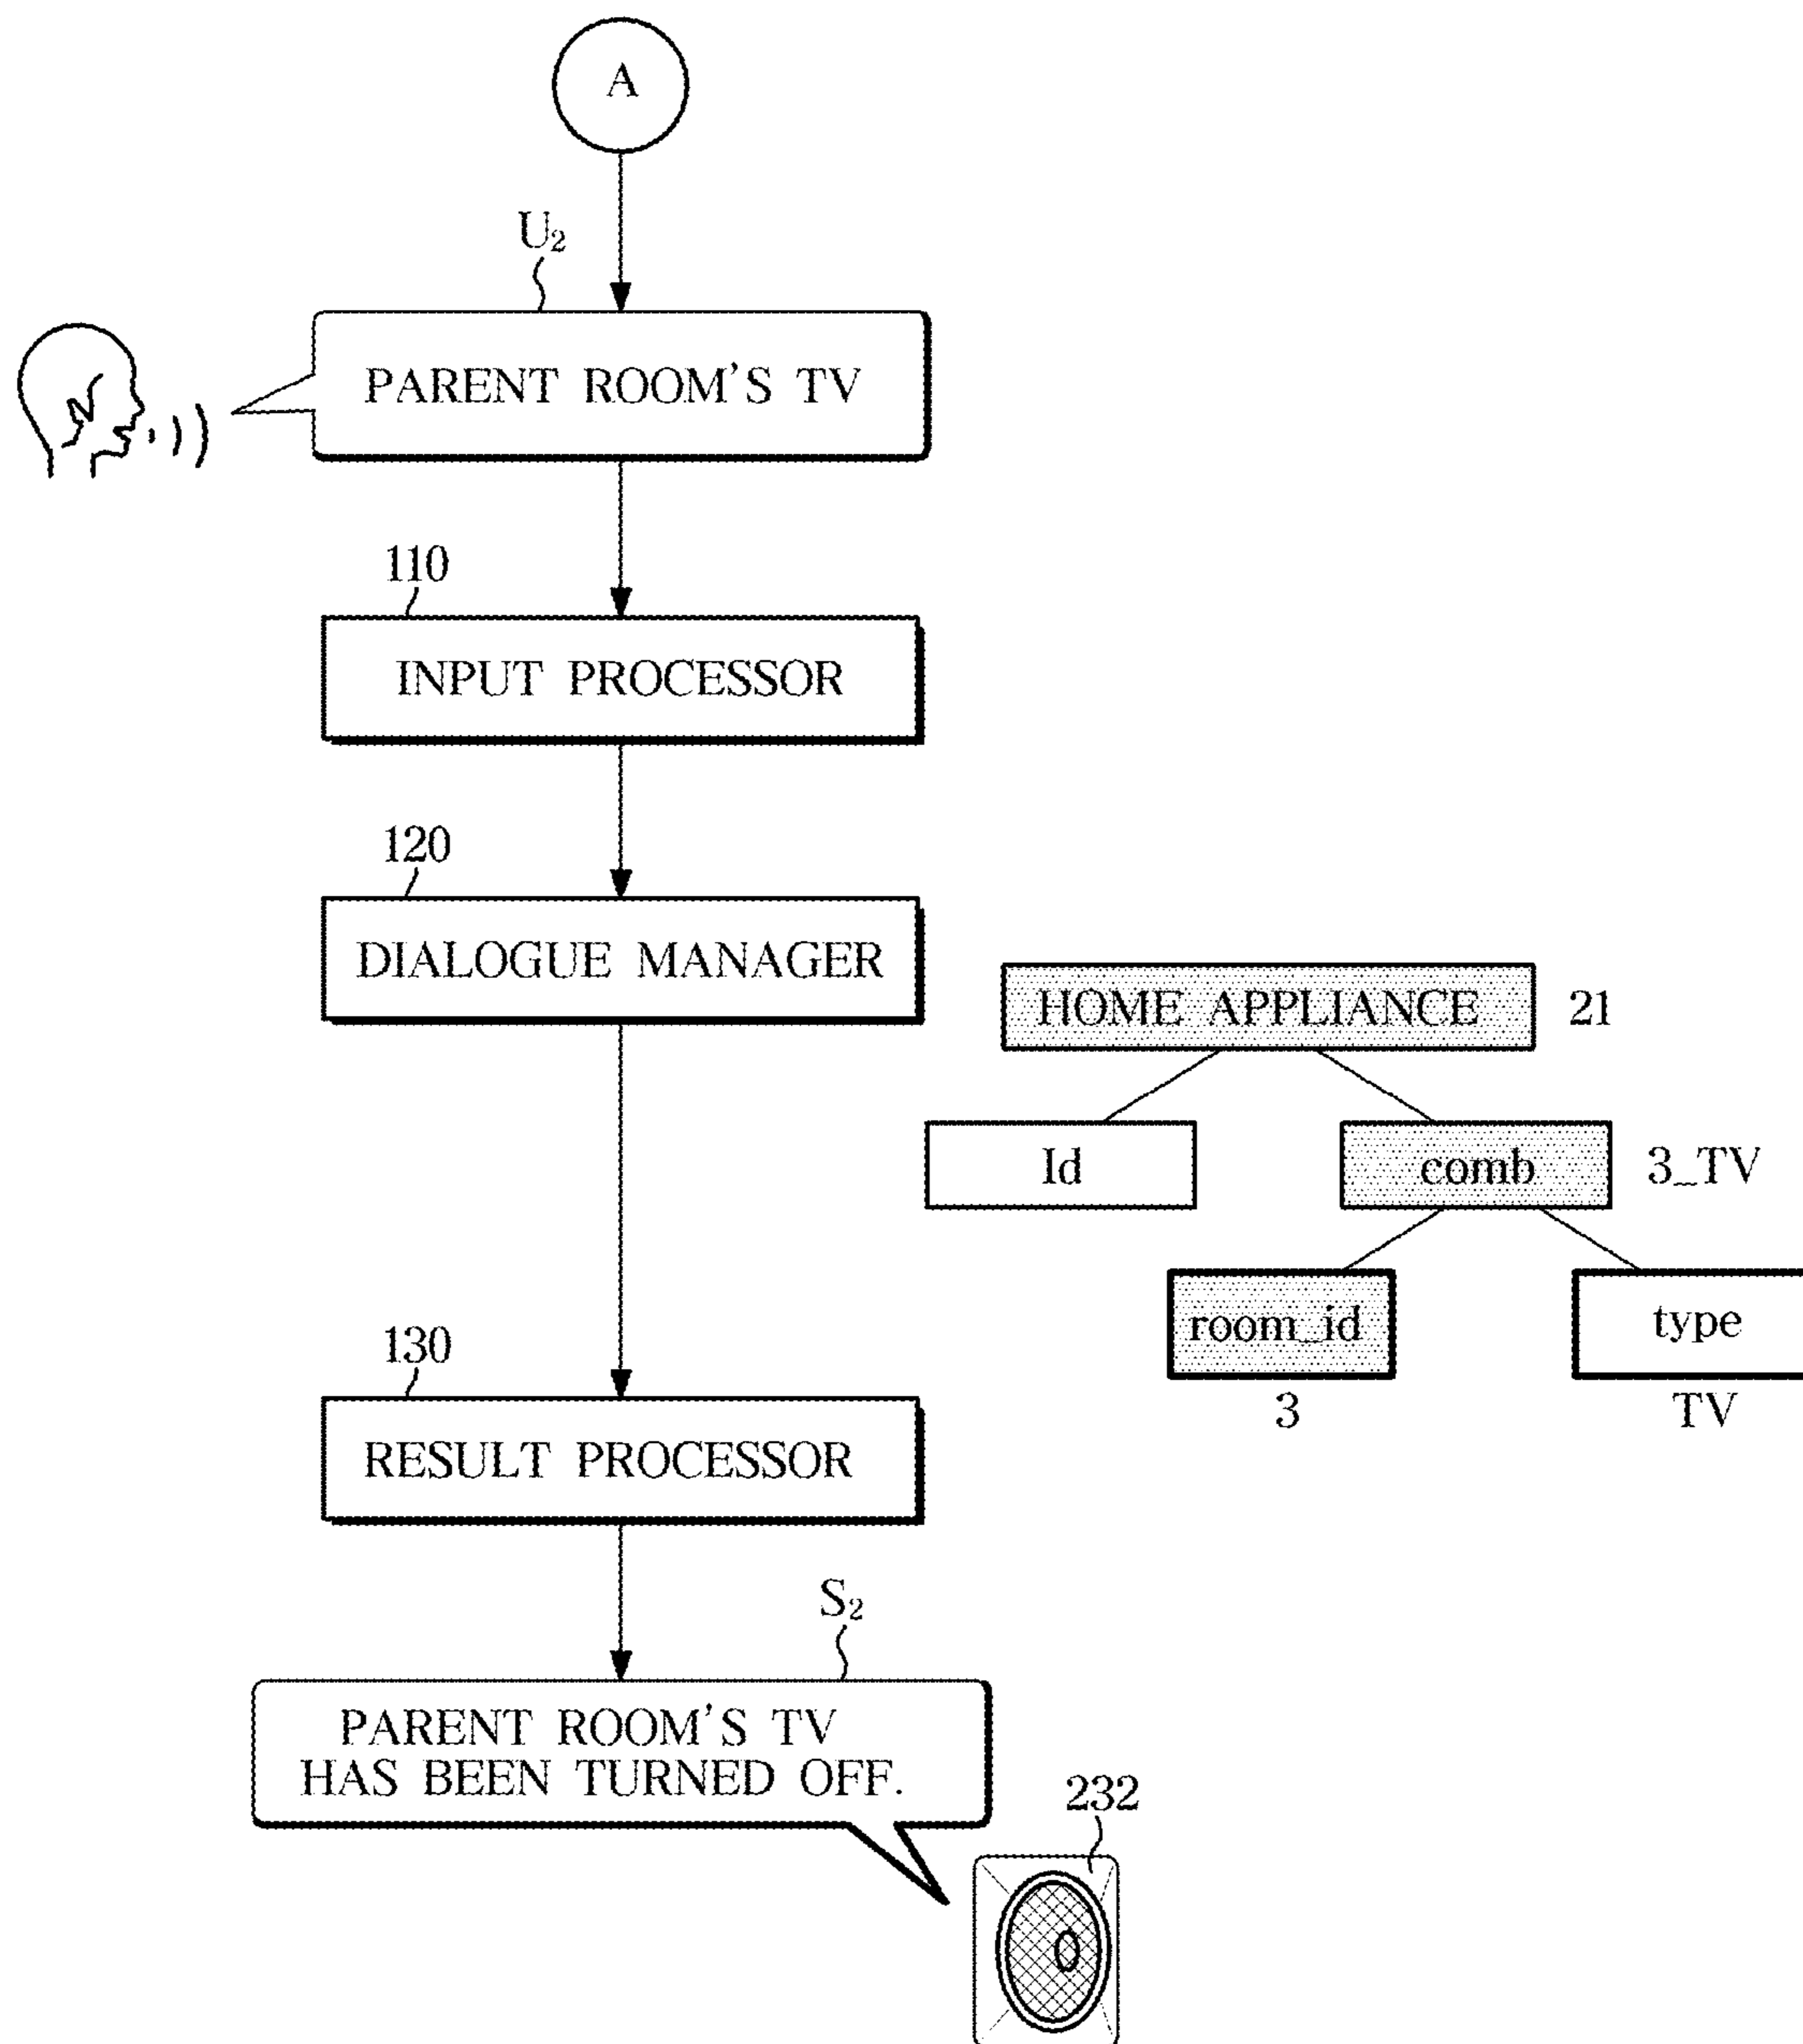 A
U₂
PARENT ROOM'S TV
110
INPUT PROCESSOR
120
DIALOGUE MANAGER
HOME APPLIANCE 21
Id
comb 3_TV
room_id
type
3
TV
130
RESULT PROCESSOR
S₂
PARENT ROOM'S TV
HAS BEEN TURNED OFF.
232